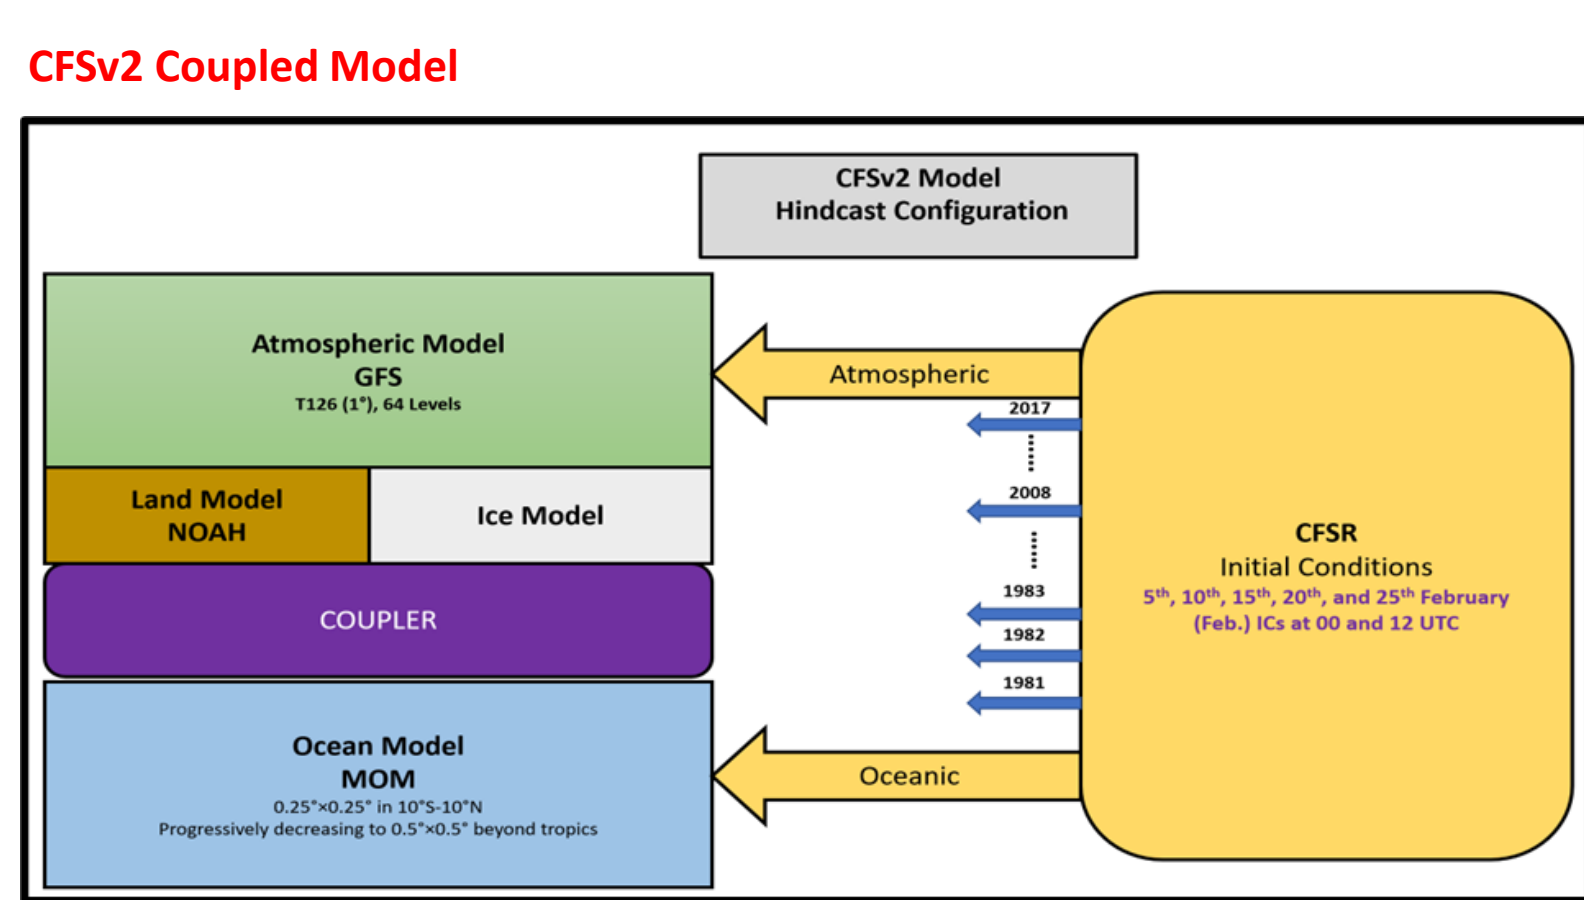 CFSv2 Coupled Model
CFSv2 Model
Hindcast Configuration
Atmospheric Model
GFS
T126 (1°), 64 Levels
Land Model
NOAH
Ice Model
COUPLER
Ocean Model
MOM
0.25°×0.25° in 10°S-10°N
Progressively decreasing to 0.5°×0.5° beyond tropics
Atmospheric
2017
2008
1983
1982
1981
Oceanic
CFSR
Initial Conditions
5th, 10th, 15th, 20th, and 25th February
(Feb.) ICs at 00 and 12 UTC